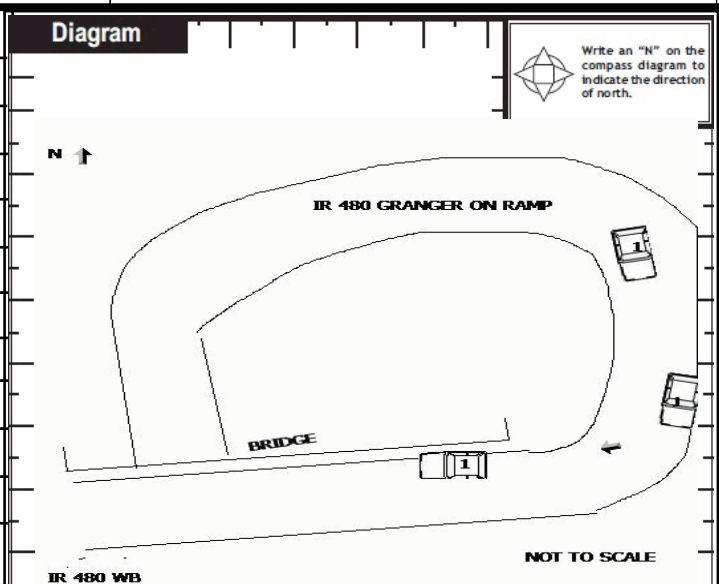 Diagram
Write an “N” on the
compass diagram to
indicate the direction
of north.
N
IR 480 GRANGER ON RAMP
1
1
BRIDGE
1
NOT TO SCALE
IR 480 WB